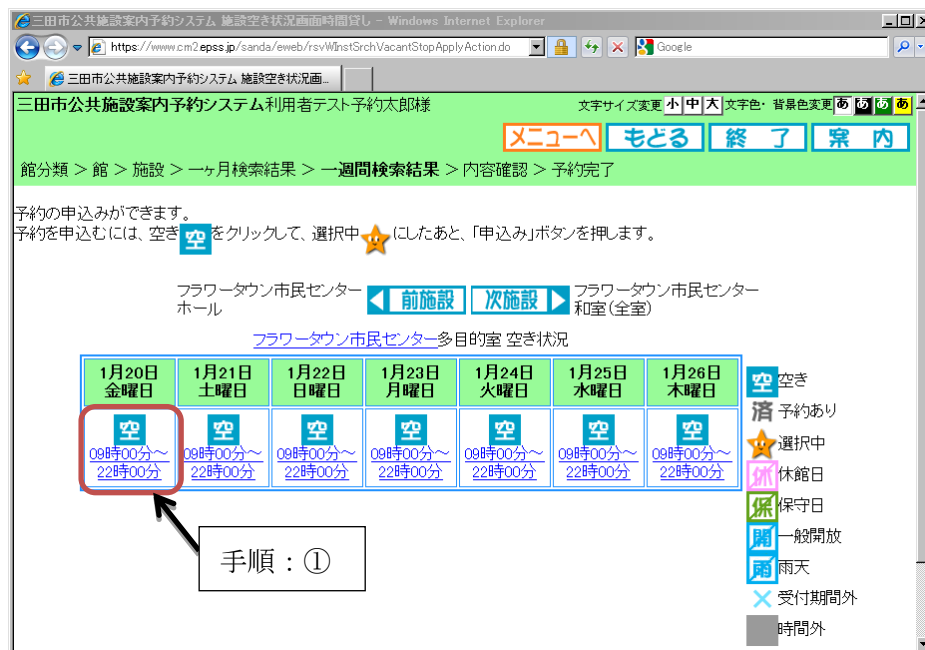 三田市公共施設案内予約システム 施設空き状況画面時間貸し - Windows Internet Explorer
https://www.cm2.epss.jp/sanda/eweb/rsvWInstSrchVacantStopApplyAction.do
Google
三田市公共施設案内予約システム 施設空き状況画...
三田市公共施設案内予約システム利用者テスト予約太郎様
文字サイズ変更 小 中 大 文字色・背景色変更 あ あ あ あ
メニューへ もどる 終 了 案 内
館分類 > 館 > 施設 > 一ヶ月検索結果 > 一週間検索結果 > 内容確認 > 予約完了
予約の申込みができます。
予約を申込むには、空き 空 をクリックして、選択中 にしたあと、「申込み」ボタンを押します。
フラワータウン市民センター
ホール
前施設 次施設
フラワータウン市民センター
和室(全室)
フラワータウン市民センター多目的室 空き状況
1月20日 1月21日 1月22日 1月23日 1月24日 1月25日 1月26日
金曜日 土曜日 日曜日 月曜日 火曜日 水曜日 木曜日
空 空 空 空 空 空 空
09時00分～ 09時00分～ 09時00分～ 09時00分～ 09時00分～ 09時00分～ 09時00分～
22時00分 22時00分 22時00分 22時00分 22時00分 22時00分 22時00分
空 空き
済 予約あり
選択中
休 休館日
保 保守日
開 一般開放
雨 雨天
受付期間外
時間外
手順：①